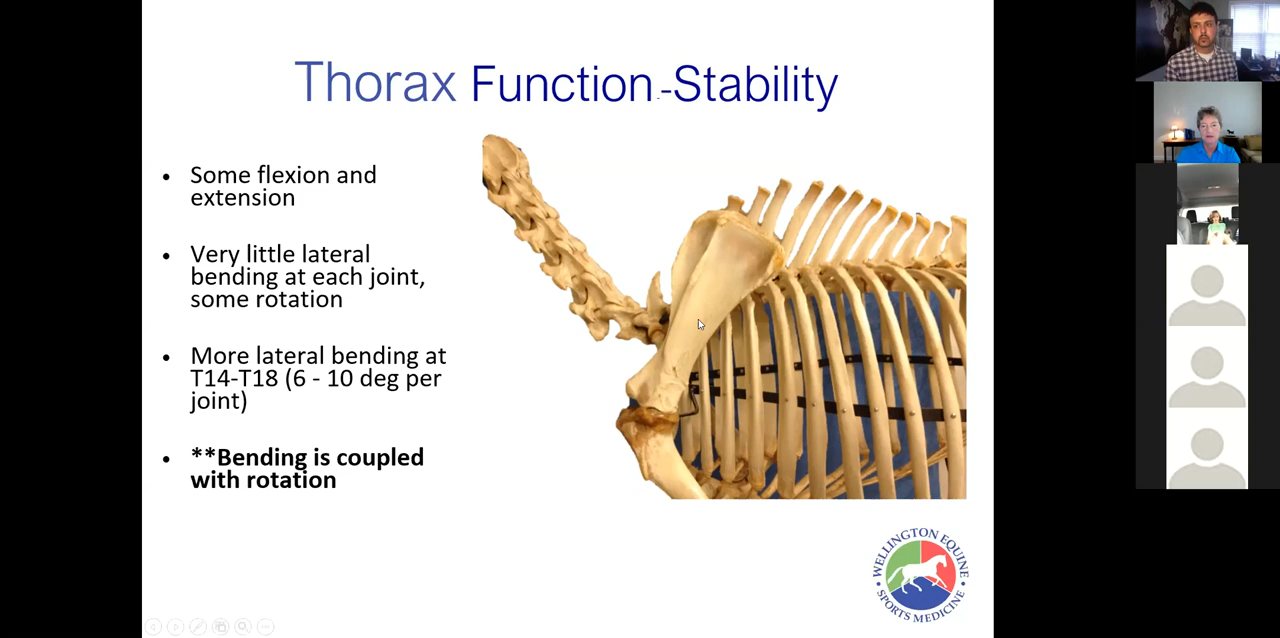 Thorax Function -Stability
• Some flexion and
extension
• Very little lateral
bending at each joint,
some rotation
• More lateral bending at
T14-T18 (6 - 10 deg per
joint)
• **Bending is coupled
with rotation
WELLINGTON EQUINE
• SPORTS MEDICINE •